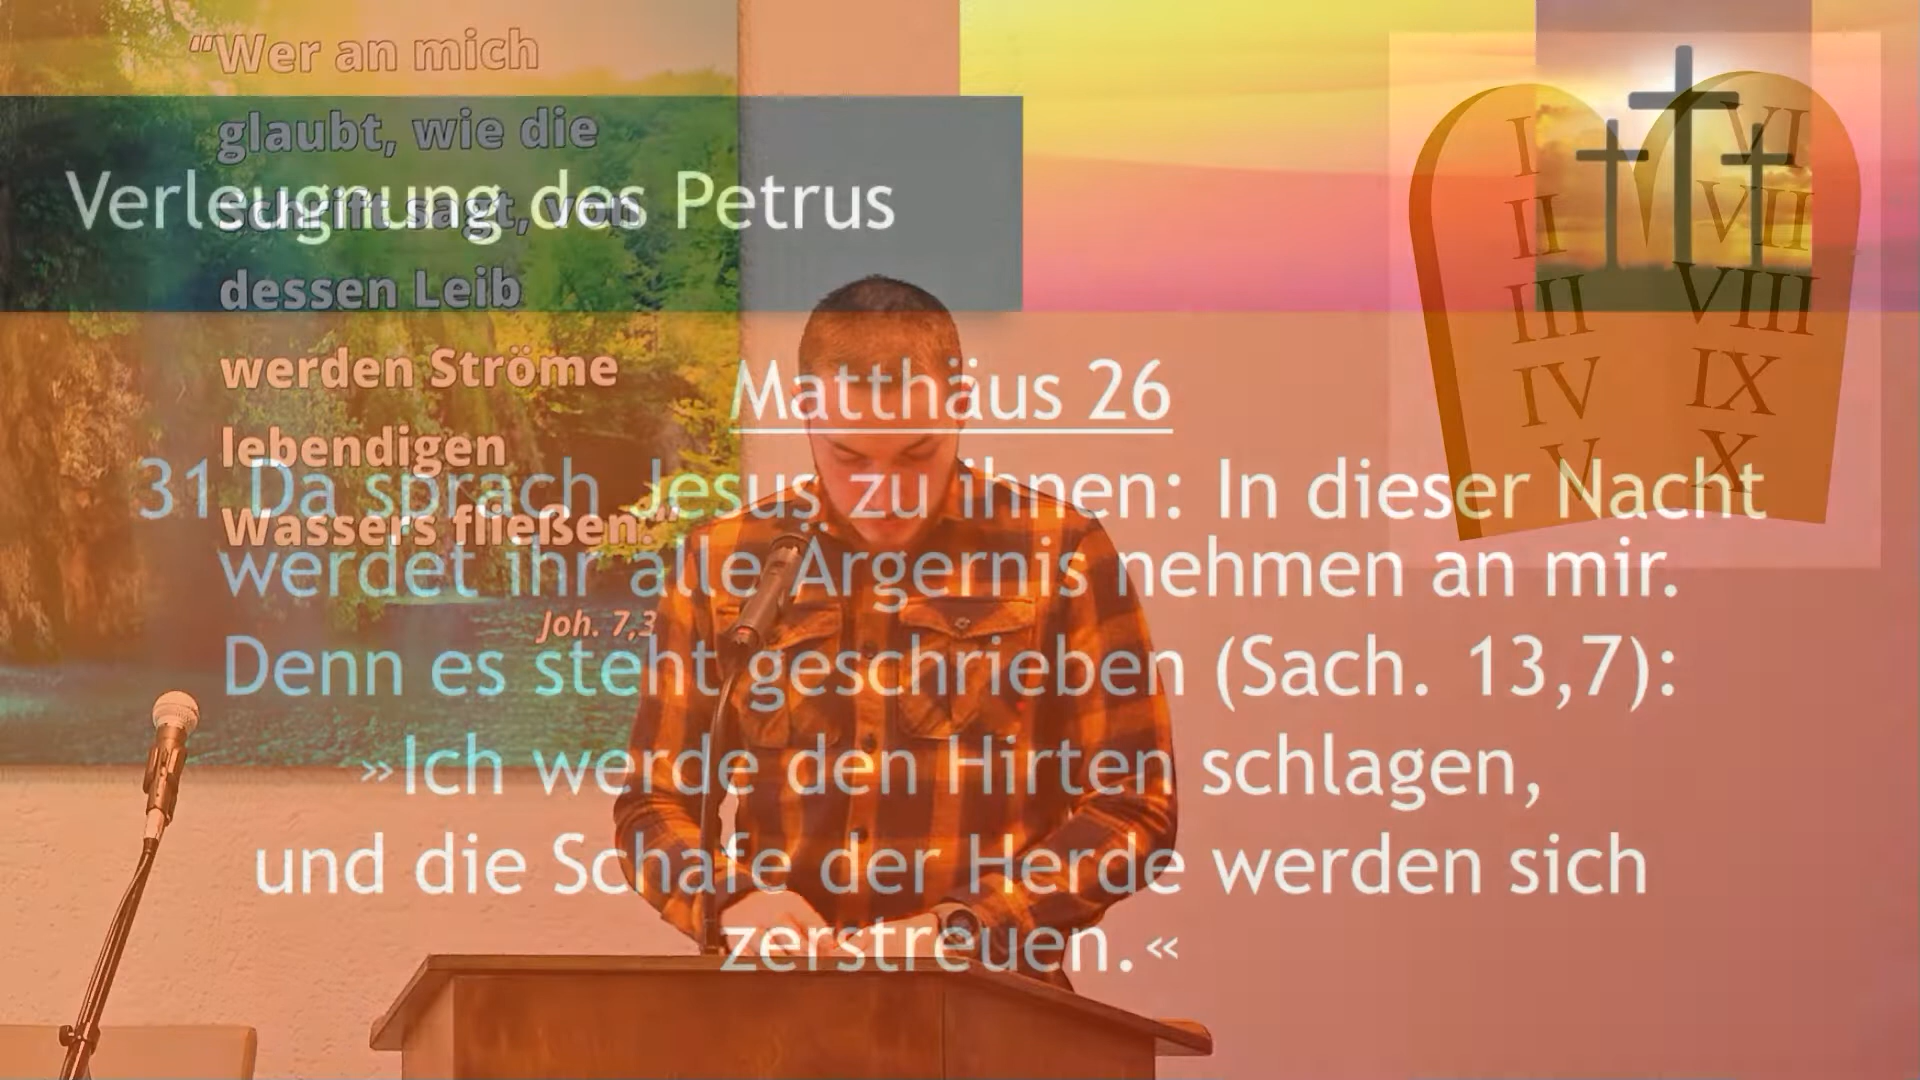 “Wer an mich
glaubt, wie die
Schrift sagt, von
dessen Leib
werden Ströme
lebendigen
Wassers fließen.”
Joh. 7,3
Verleugnung des Petrus
I
II
III
IV
V
VI
VII
VIII
IX
X
Matthäus 26
31 Da sprach Jesus zu ihnen: In dieser Nacht
werdet ihr alle Ärgernis nehmen an mir.
Denn es steht geschrieben (Sach. 13,7):
»Ich werde den Hirten schlagen,
und die Schafe der Herde werden sich
zerstreuen.«